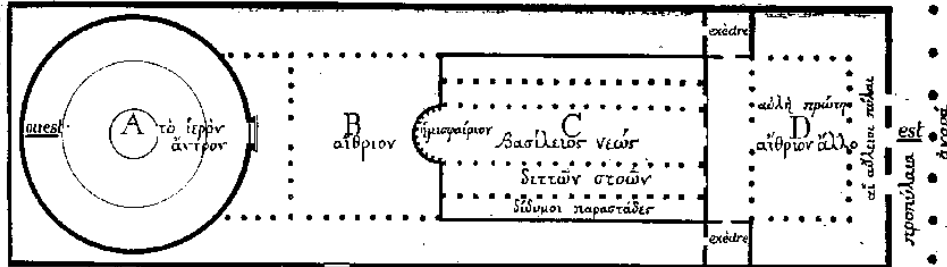 exèdre
ouest
A
τὸ ἱερὸν
ἄντρον
B
αἴθριον
ἡμισφαίριον
C
βασίλειος νεώς
διττῶν στοῶν
δίδυμοι παραστάδες
D
αὐλὴ πρώτη
αἴθριον ἄλλο
αἱ αὔλειοι πύλαι
est
προπύλαια
ἀγορά
exèdre